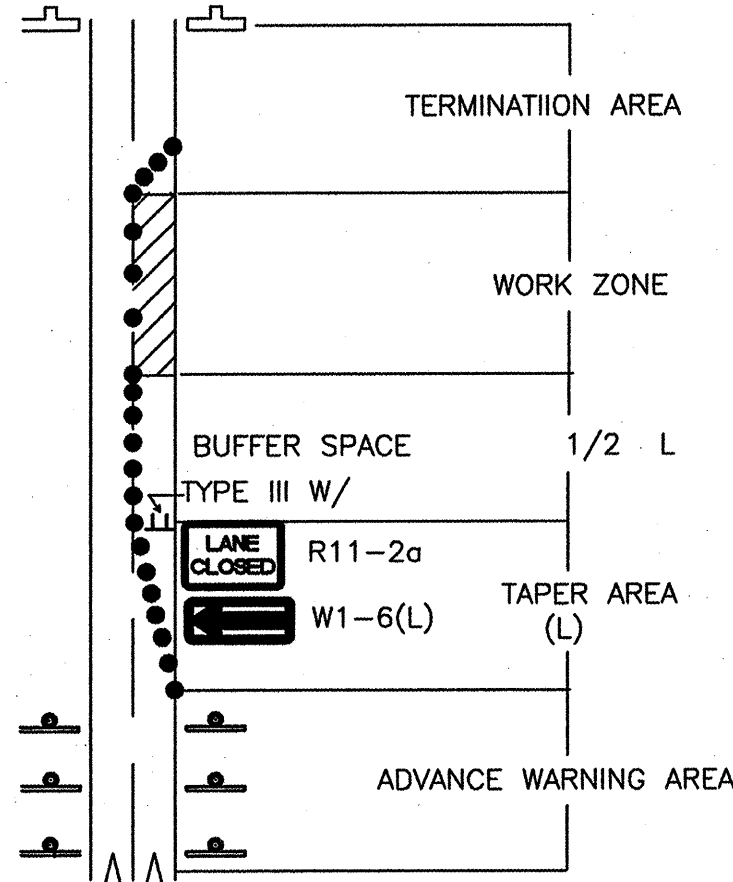 TERMINATIION AREA
WORK ZONE
BUFFER SPACE 1/2 L
TYPE III W/
LANE
CLOSED
R11-2a
TAPER AREA
(L)
W1-6(L)
ADVANCE WARNING AREA